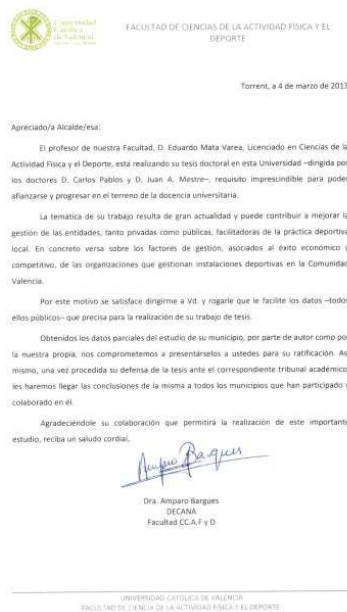 Universidad
Católica
de Valencia
FACULTAD DE CIENCIAS DE LA ACTIVIDAD FÍSICA Y EL
DEPORTE
Torrent, a 4 de marzo de 2013
Apreciado/a Alcalde/esa:
El profesor de nuestra Facultad, D. Eduardo Mata Varea, Licenciado en Ciencias de la
Actividad Física y el Deporte, está realizando su tesis doctoral en esta Universidad –dirigida por
los doctores D. Carlos Pablos y D. Juan A. Mestre–, requisito imprescindible para poder
afianzarse y progresar en el terreno de la docencia universitaria.
La temática de su trabajo resulta de gran actualidad y puede contribuir a mejorar la
gestión de las entidades, tanto privadas como públicas, facilitadoras de la práctica deportiva
local. En concreto versa sobre los factores de gestión, asociados al éxito económico y
competitivo, de las organizaciones que gestionan instalaciones deportivas en la Comunidad
Valencia.
Por este motivo se satisface dirigirme a Vd. y rogarle que le facilite los datos –todos
ellos públicos– que precisa para la realización de su trabajo de tesis.
Obtenidos los datos parciales del estudio de su municipio, por parte de autor como por
la nuestra propia, nos comprometemos a presentárselos a ustedes para su ratificación. As
mismo, una vez procedida su defensa de la tesis ante el correspondiente tribunal académico,
les haremos llegar las conclusiones de la misma a todos los municipios que han participado y
colaborado en él.
Agradeciéndole su colaboración que permitirá la realización de este importante
estudio, reciba un saludo cordial,
Amparo Bargues
Dra. Amparo Bargues
DECANA
Facultad CC.A.F y D
UNIVERSIDAD CATÓLICA DE VALENCIA
FACULTAD DE CIENCIA DE LA ACTIVIDAD FÍSICA Y EL DEPORTE